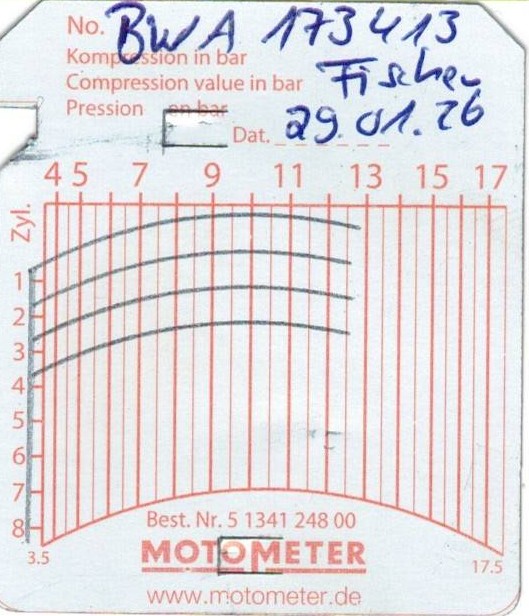 No. BWA 173413
Kompression in bar
Compression value in bar Fischer
Pression en bar
Dat. 29.01.26
4 5 7 9 11 13 15 17
Zyl.
1
2
3
4
5
6
7
8
3.5 17.5
Best. Nr. 5 1341 248 00
MOTOMETER
www.motometer.de